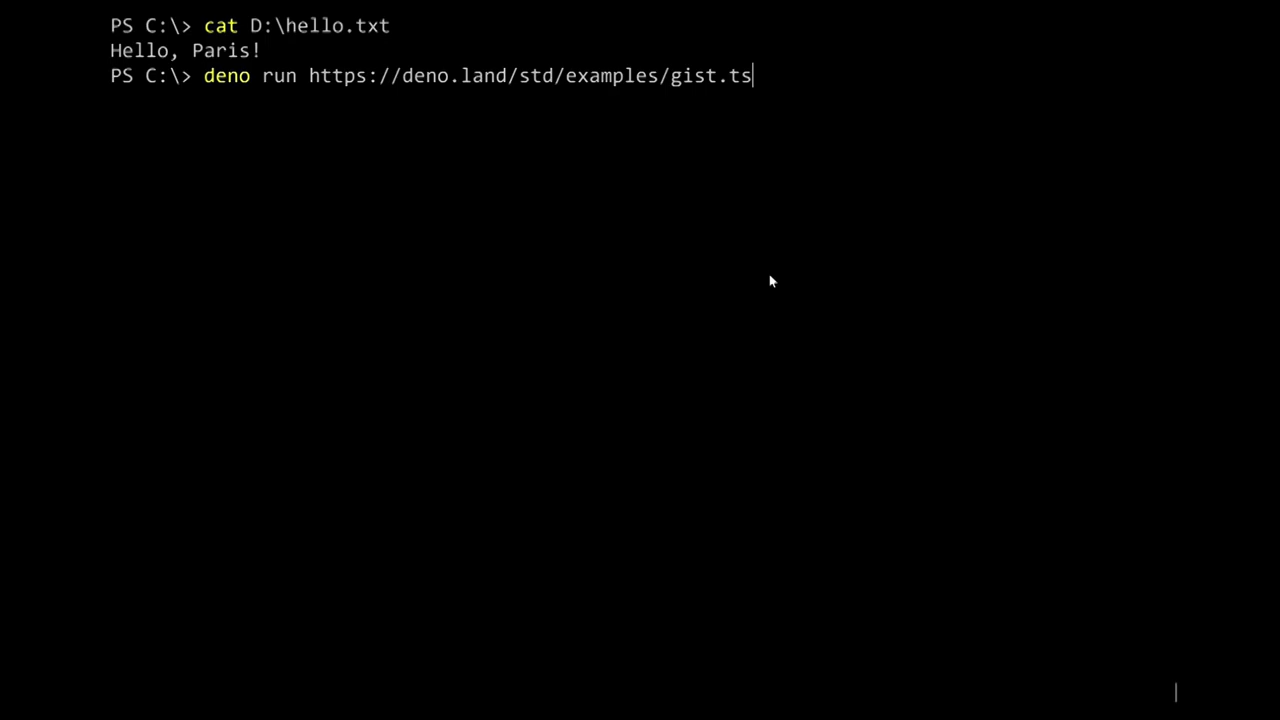 PS C:\> cat D:\hello.txt
Hello, Paris!
PS C:\> deno run https://deno.land/std/examples/gist.ts